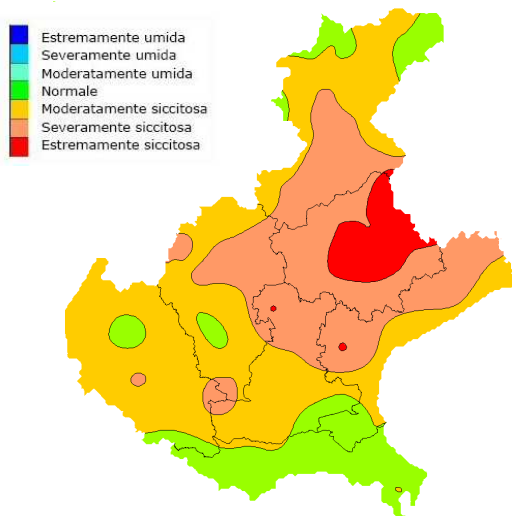 Estremamente umida
Severamente umida
Moderatamente umida
Normale
Moderatamente siccitosa
Severamente siccitosa
Estremamente siccitosa